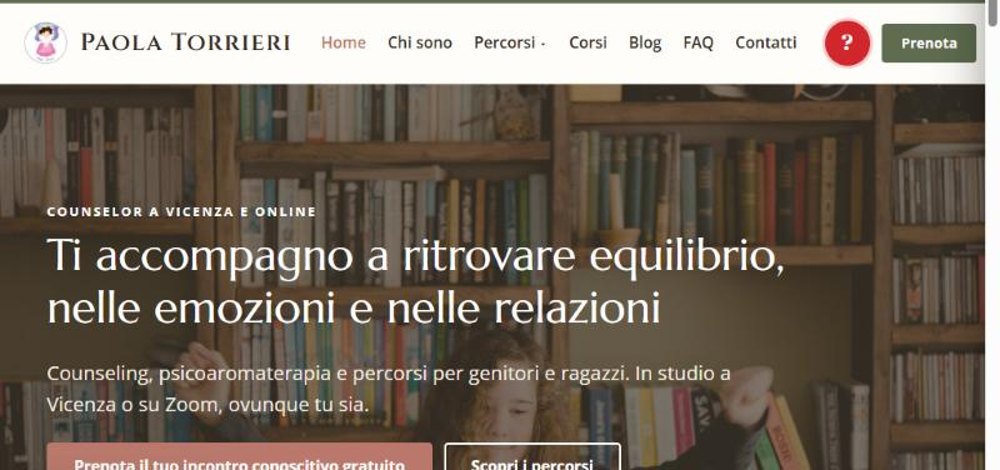 PAOLA TORRIERI
Home
Chi sono
Percorsi
Corsi
Blog
FAQ
Contatti
?
Prenota
COUNSELOR A VICENZA E ONLINE
Ti accompagno a ritrovare equilibrio,
nelle emozioni e nelle relazioni
Counseling, psicoaromaterapia e percorsi per genitori e ragazzi. In studio a
Vicenza o su Zoom, ovunque tu sia.
Prenota il tuo incontro conoscitivo gratuito
Scopri i percorsi